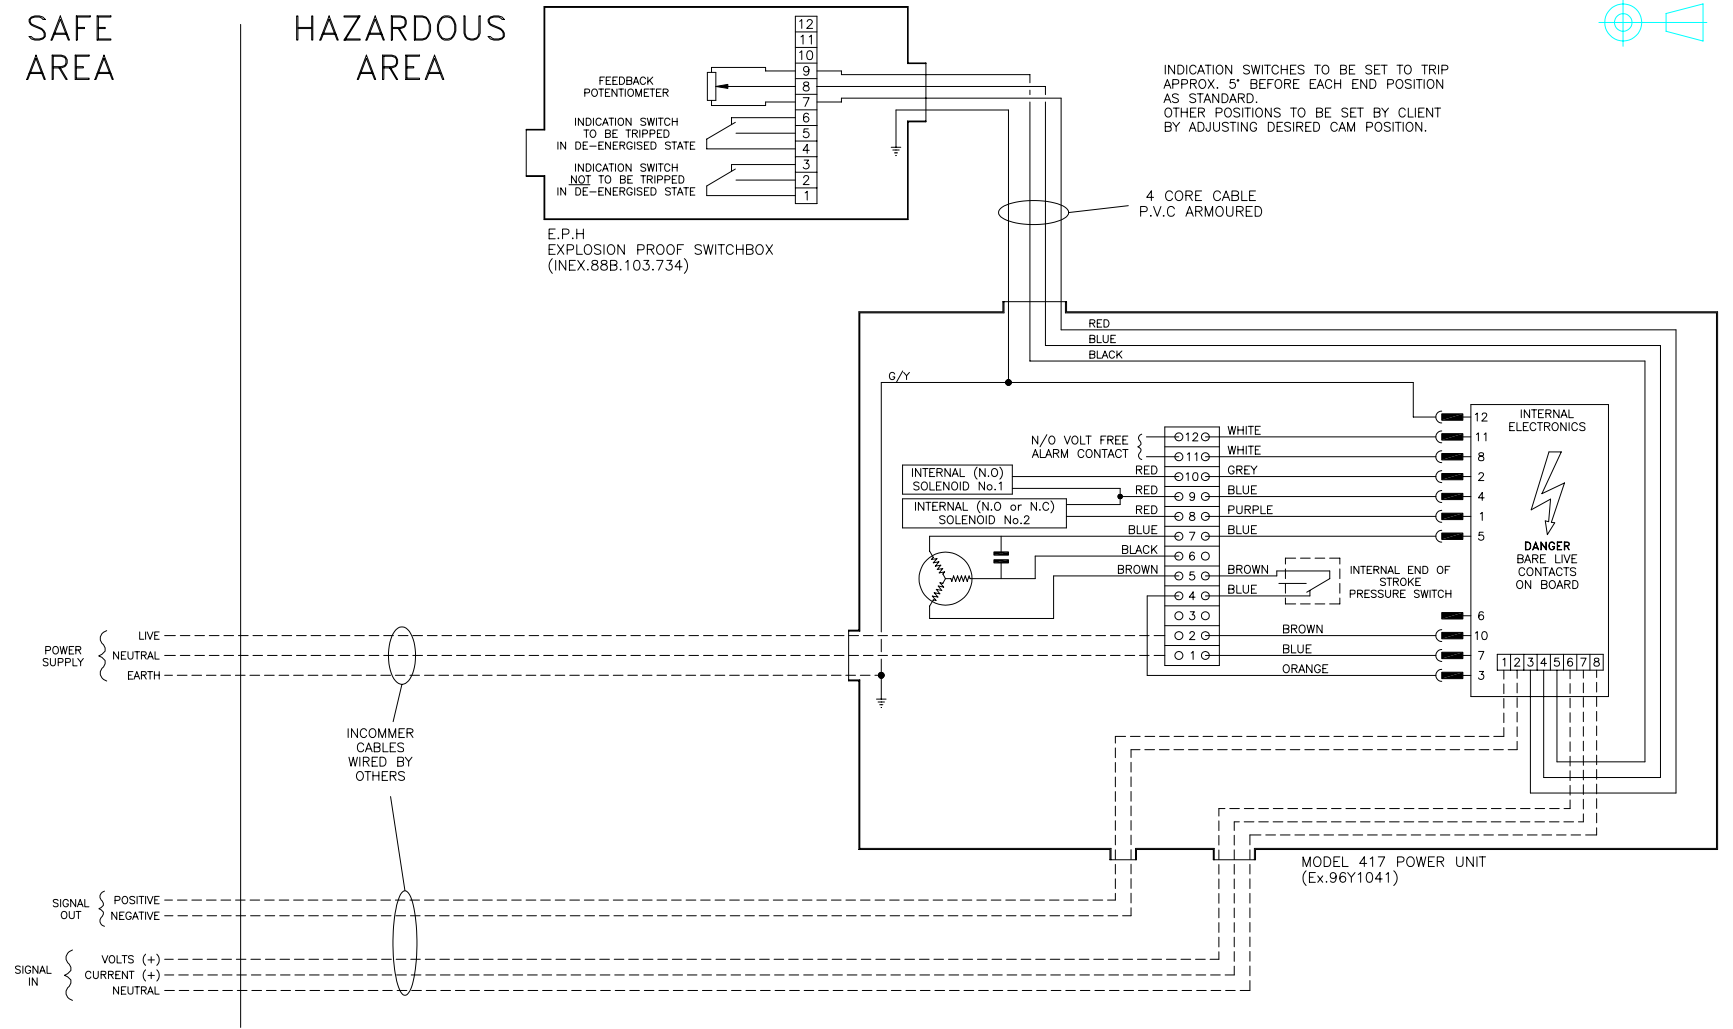 SAFE
AREA
HAZARDOUS
AREA
12
11
10
9
8
7
6
5
4
3
2
1
FEEDBACK
POTENTIOMETER
INDICATION SWITCH
TO BE TRIPPED
IN DE-ENERGISED STATE
INDICATION SWITCH
NOT TO BE TRIPPED
IN DE-ENERGISED STATE
E.P.H
EXPLOSION PROOF SWITCHBOX
(INEX.88B.103.734)
INDICATION SWITCHES TO BE SET TO TRIP
APPROX. 5° BEFORE EACH END POSITION
AS STANDARD.
OTHER POSITIONS TO BE SET BY CLIENT
BY ADJUSTING DESIRED CAM POSITION.
4 CORE CABLE
P.V.C ARMOURED
RED
BLUE
BLACK
G/Y
N/O VOLT FREE
ALARM CONTACT
INTERNAL (N.O)
SOLENOID No.1
INTERNAL (N.O or N.C)
SOLENOID No.2
RED
RED
RED
BLUE
BLACK
BROWN
12
11
10
9
8
7
6
5
4
3
2
1
WHITE
WHITE
GREY
BLUE
PURPLE
BLUE
BROWN
BLUE
INTERNAL END OF
STROKE
PRESSURE SWITCH
BROWN
BLUE
ORANGE
12
11
8
2
4
1
5
6
10
7
3
INTERNAL
ELECTRONICS
DANGER
BARE LIVE
CONTACTS
ON BOARD
1 2 3 4 5 6 7 8
POWER
SUPPLY
LIVE
NEUTRAL
EARTH
INCOMMER
CABLES
WIRED BY
OTHERS
MODEL 417 POWER UNIT
(Ex.96Y1041)
SIGNAL
OUT
POSITIVE
NEGATIVE
SIGNAL
IN
VOLTS (+)
CURRENT (+)
NEUTRAL